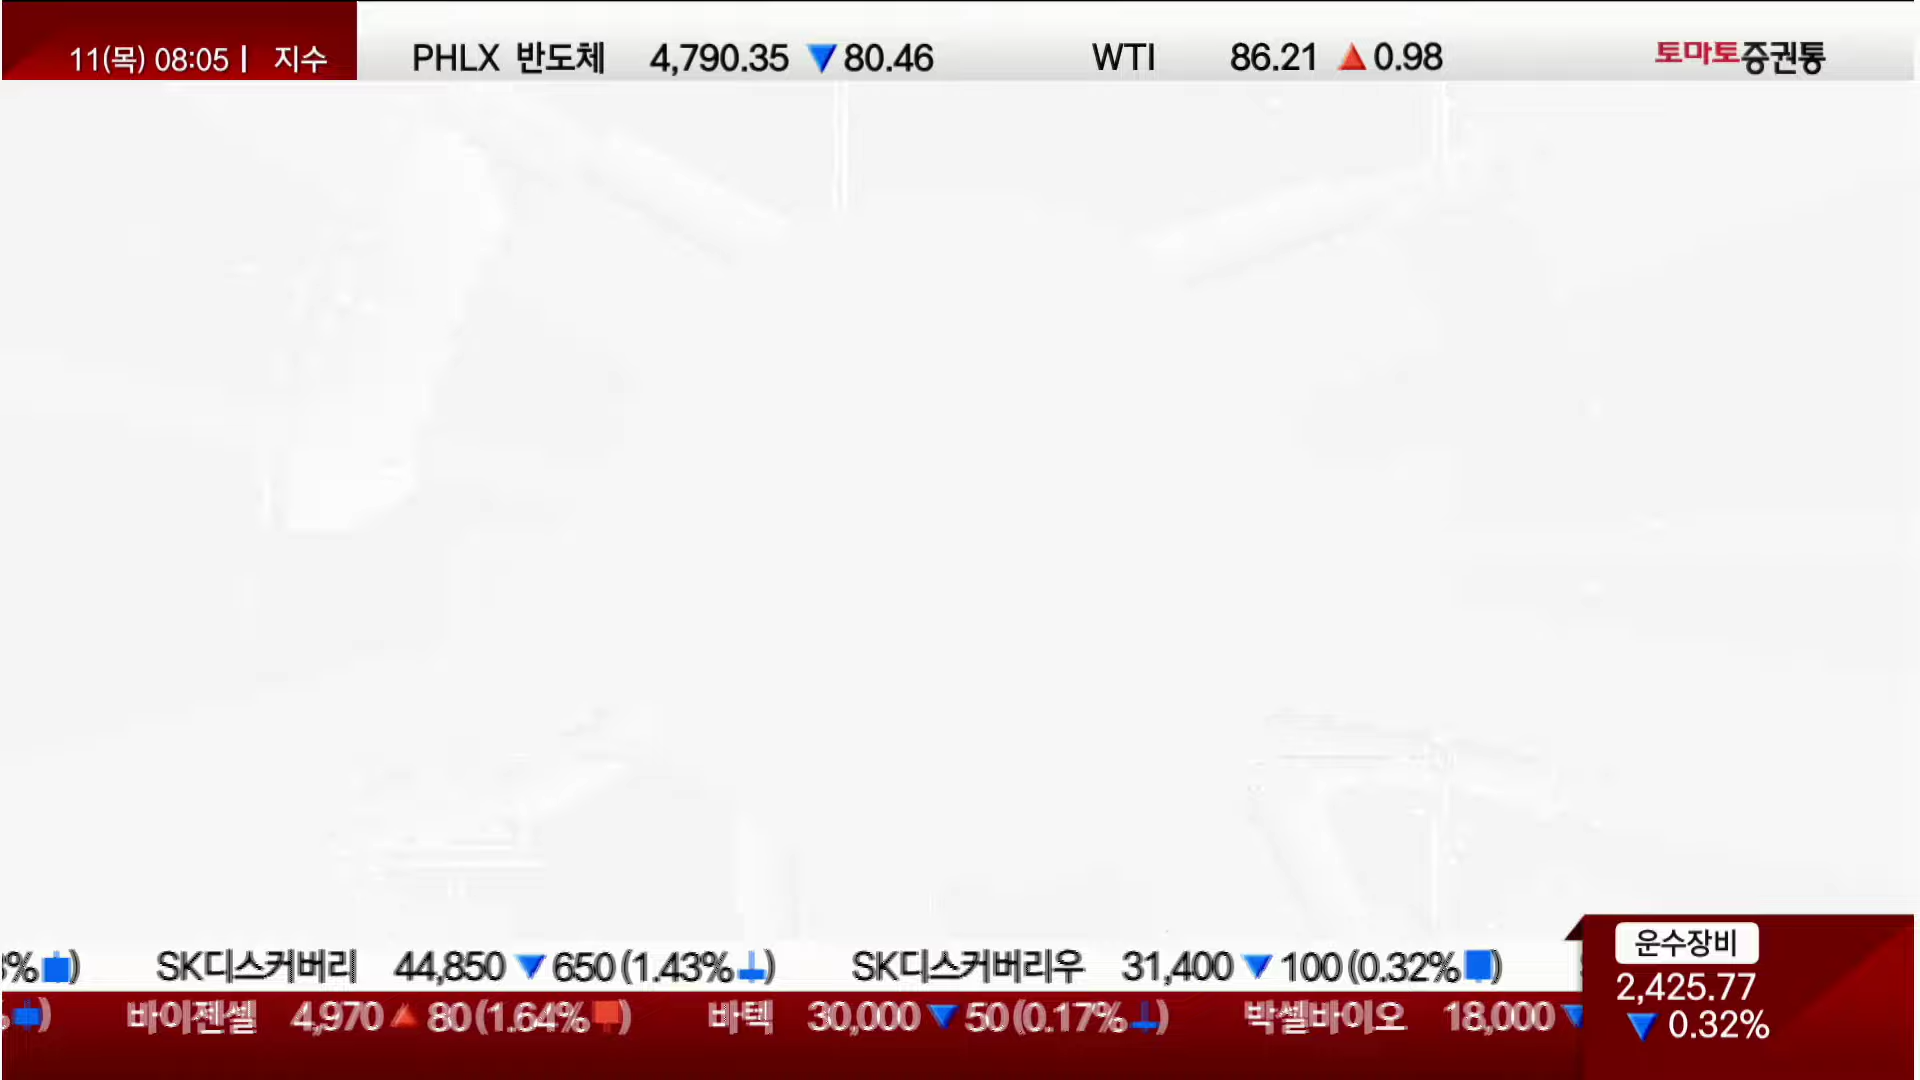 11(목) 08:05 | 지수 PHLX 반도체 4,790.35 ▼80.46 WTI 86.21 ▲0.98 토마토증권통
%■) SK디스커버리 44,850 ▼650(1.43%) SK디스커버리우 31,400 ▼100(0.32%■)
) 바이젠셀 4,970 ▲80(1.64%■) 바텍 30,000 ▼50(0.17%) 박셀바이오 18,000 ▼
운수장비
2,425.77
▼ 0.32%